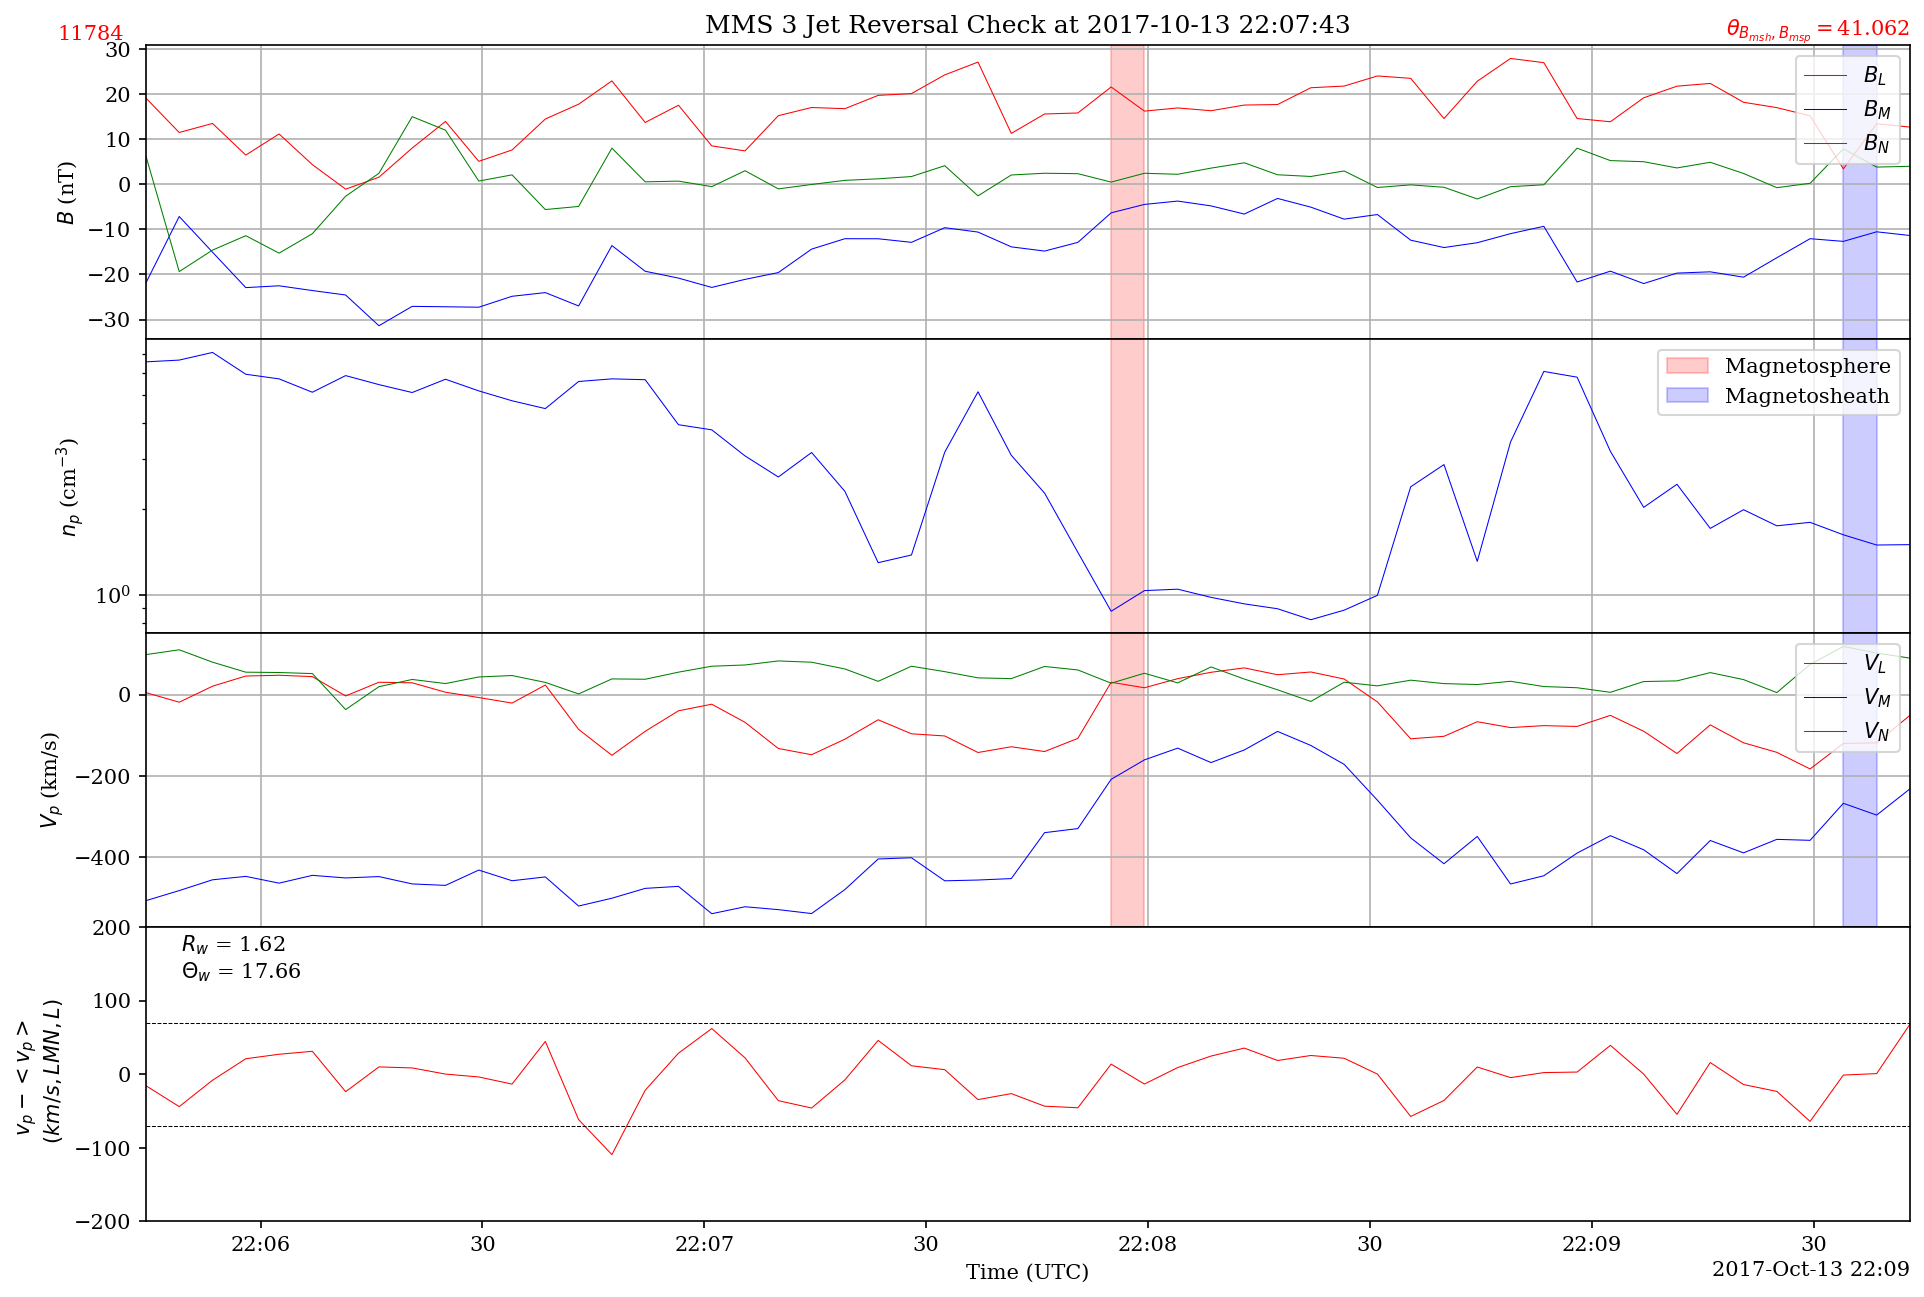 MMS 3 Jet Reversal Check at 2017-10-13 22:07:43
11784
θ_{B_{msh}, B_{msp}} = 41.062
30
20
10
0
−10
−20
−30
B (nT)
B_L
B_M
B_N
10^0
n_p (cm^{−3})
Magnetosphere
Magnetosheath
0
−200
−400
V_p (km/s)
V_L
V_M
V_N
200
100
0
−100
−200
v_p − < v_p >
(km/s, LMN, L)
R_w = 1.62
Θ_w = 17.66
22:06 30 22:07 30 22:08 30 22:09 30
Time (UTC)
2017-Oct-13 22:09